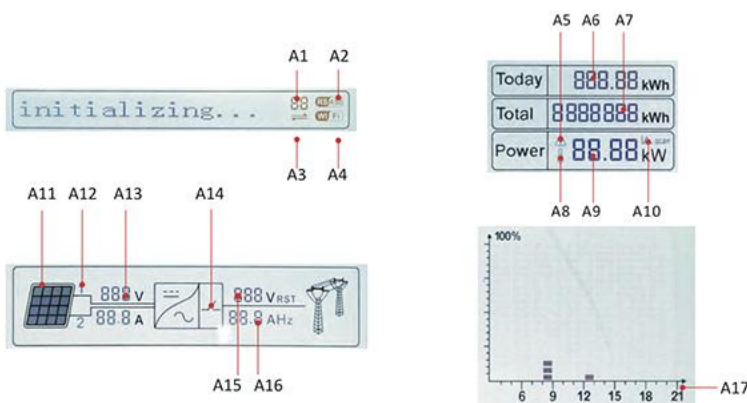 A1 A2
initializing... 88 RS485
WiFi
A3 A4
A5 A6 A7
Today 888.88 kWh
Total 8888888 kWh
Power 88.88 kW
A8 A9 A10
A11 A12 A13 A14
1 888 V 888 V RST
2 88.8 A 88.8 AHz
A15 A16
100%
6 9 12 15 18 21
A17